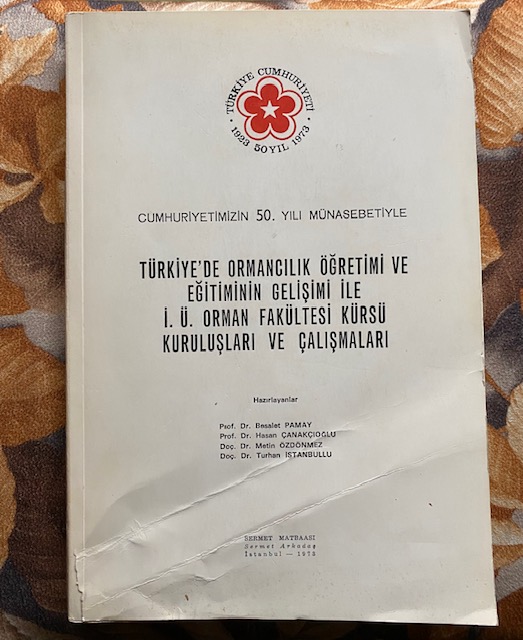 TÜRKİYE CUMHURİYETİ
1923 50 YIL 1973
CUMHURİYETİMİZİN 50. YILI MÜNASEBETİYLE
TÜRKİYE'DE ORMANCILIK ÖĞRETİMİ VE
EĞİTİMİNİN GELİŞİMİ İLE
İ. Ü. ORMAN FAKÜLTESİ KÜRSÜ
KURULUŞLARI VE ÇALIŞMALARI
Hazırlayanlar
Prof. Dr. Besalet PAMAY
Prof. Dr. Hasan ÇANAKÇIOĞLU
Doç. Dr. Metin ÖZDÖNMEZ
Doç. Dr. Turhan İSTANBULLU
SERMET MATBAASI
Sermet Arkadaş
İstanbul — 1973